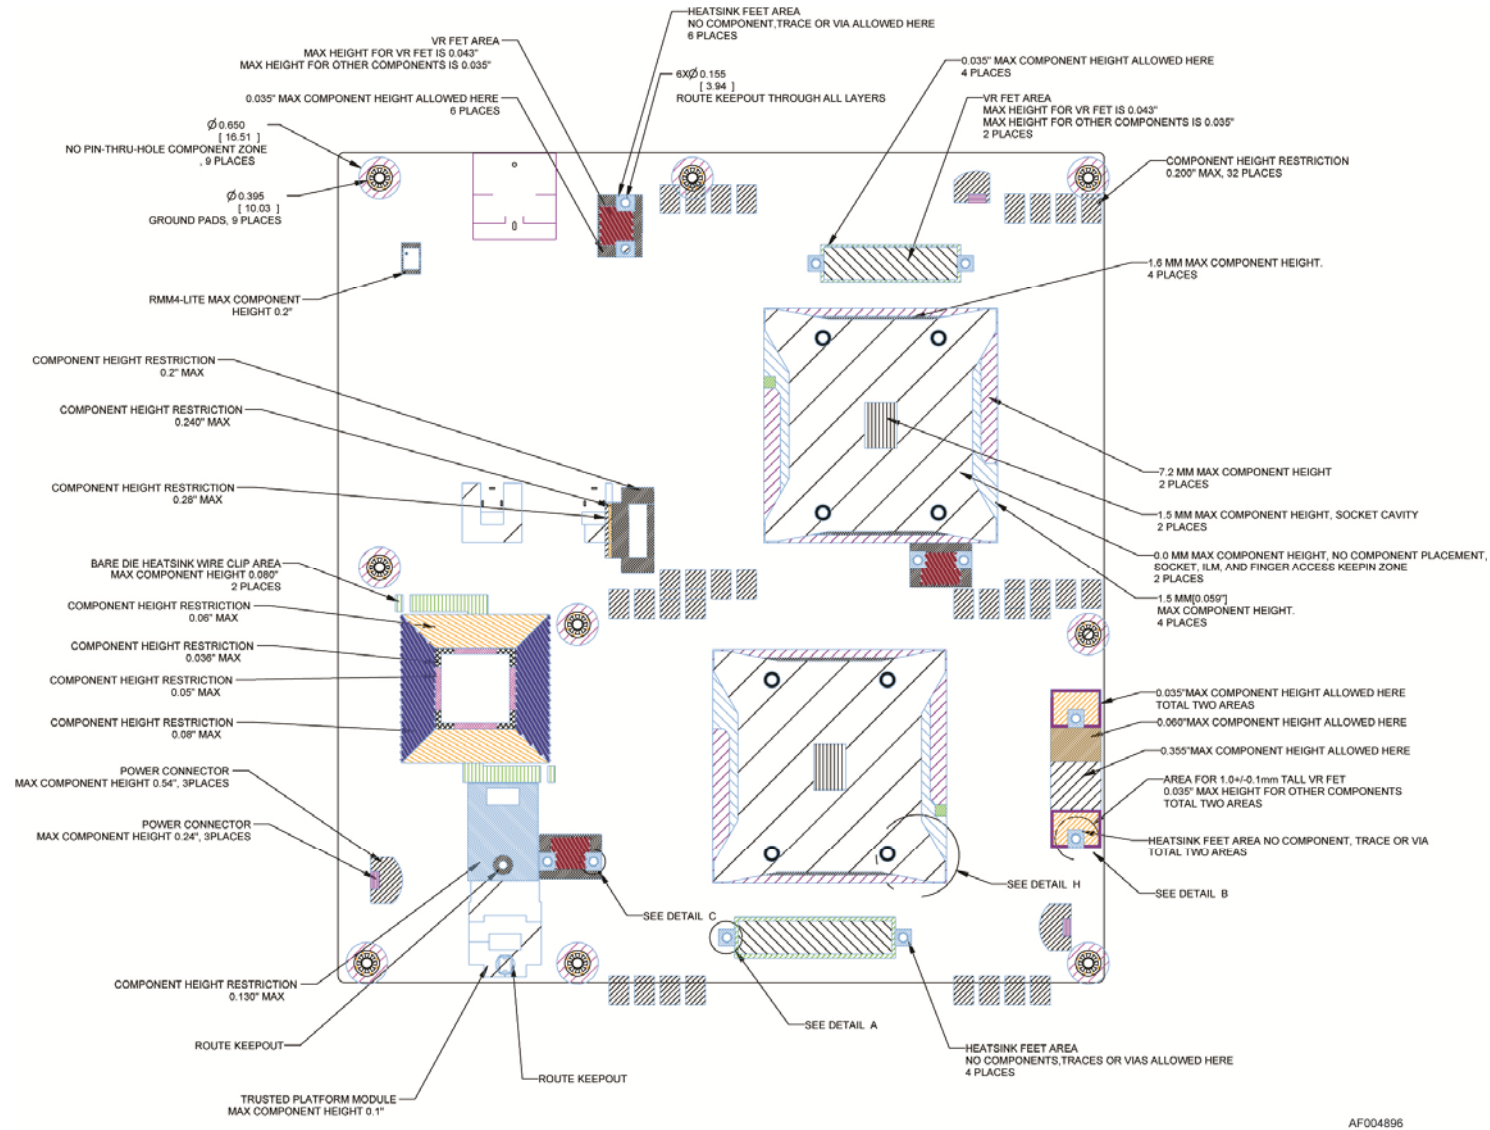 HEATSINK FEET AREA
NO COMPONENT,TRACE OR VIA ALLOWED HERE
6 PLACES
VR FET AREA
MAX HEIGHT FOR VR FET IS 0.043"
MAX HEIGHT FOR OTHER COMPONENTS IS 0.035"
0.035" MAX COMPONENT HEIGHT ALLOWED HERE
4 PLACES
6XØ 0.155
[ 3.94 ]
ROUTE KEEPOUT THROUGH ALL LAYERS
0.035" MAX COMPONENT HEIGHT ALLOWED HERE
6 PLACES
VR FET AREA
MAX HEIGHT FOR VR FET IS 0.043"
MAX HEIGHT FOR OTHER COMPONENTS IS 0.035"
2 PLACES
Ø 0.650
[ 16.51 ]
NO PIN-THRU-HOLE COMPONENT ZONE
, 9 PLACES
COMPONENT HEIGHT RESTRICTION
0.200" MAX, 32 PLACES
Ø 0.395
[ 10.03 ]
GROUND PADS, 9 PLACES
1.6 MM MAX COMPONENT HEIGHT.
4 PLACES
RMM4-LITE MAX COMPONENT
HEIGHT 0.2"
COMPONENT HEIGHT RESTRICTION
0.2" MAX
COMPONENT HEIGHT RESTRICTION
0.240" MAX
7.2 MM MAX COMPONENT HEIGHT
2 PLACES
COMPONENT HEIGHT RESTRICTION
0.28" MAX
1.5 MM MAX COMPONENT HEIGHT, SOCKET CAVITY
2 PLACES
0.0 MM MAX COMPONENT HEIGHT, NO COMPONENT PLACEMENT,
SOCKET, ILM, AND FINGER ACCESS KEEPIN ZONE
2 PLACES
BARE DIE HEATSINK WIRE CLIP AREA
MAX COMPONENT HEIGHT 0.080"
2 PLACES
1.5 MM[0.059"]
MAX COMPONENT HEIGHT.
4 PLACES
COMPONENT HEIGHT RESTRICTION
0.06" MAX
COMPONENT HEIGHT RESTRICTION
0.036" MAX
COMPONENT HEIGHT RESTRICTION
0.05" MAX
COMPONENT HEIGHT RESTRICTION
0.08" MAX
0.035"MAX COMPONENT HEIGHT ALLOWED HERE
TOTAL TWO AREAS
0.060"MAX COMPONENT HEIGHT ALLOWED HERE
0.355"MAX COMPONENT HEIGHT ALLOWED HERE
POWER CONNECTOR
MAX COMPONENT HEIGHT 0.54", 3PLACES
AREA FOR 1.0+/-0.1mm TALL VR FET
0.035" MAX HEIGHT FOR OTHER COMPONENTS
TOTAL TWO AREAS
POWER CONNECTOR
MAX COMPONENT HEIGHT 0.24", 3PLACES
HEATSINK FEET AREA NO COMPONENT, TRACE OR VIA
TOTAL TWO AREAS
SEE DETAIL H
SEE DETAIL B
SEE DETAIL C
COMPONENT HEIGHT RESTRICTION
0.130" MAX
SEE DETAIL A
ROUTE KEEPOUT
HEATSINK FEET AREA
NO COMPONENTS,TRACES OR VIAS ALLOWED HERE
4 PLACES
ROUTE KEEPOUT
TRUSTED PLATFORM MODULE
MAX COMPONENT HEIGHT 0.1"
AF004896